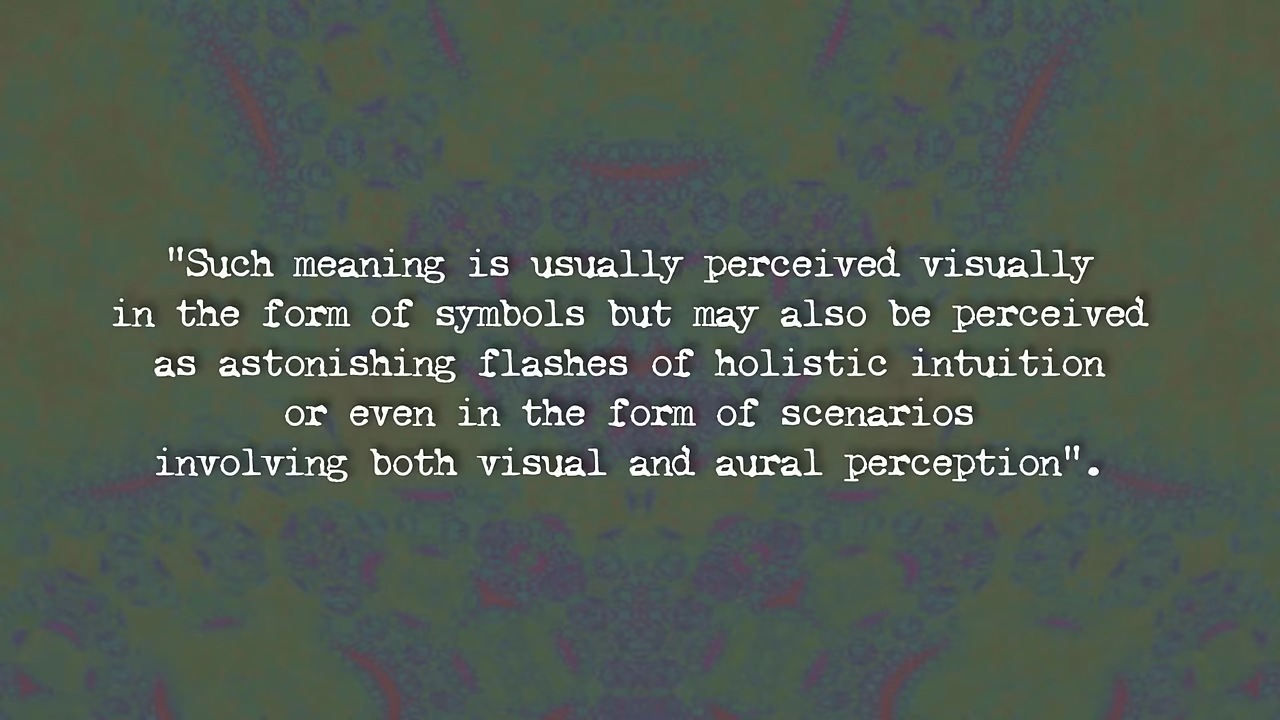 "Such meaning is usually perceived visually
in the form of symbols but may also be perceived
as astonishing flashes of holistic intuition
or even in the form of scenarios
involving both visual and aural perception".